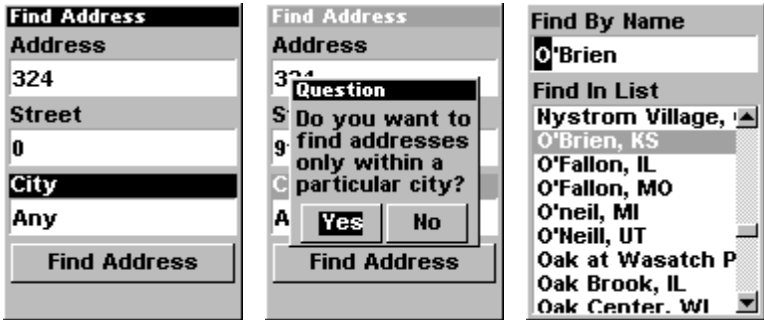 Find Address
Address
324
Street
0
City
Any
Find Address
Find Address
Address
Question
Do you want to
find addresses
only within a
particular city?
Yes
No
Find Address
Find By Name
O'Brien
Find In List
Nystrom Village,
O'Brien, KS
O'Fallon, IL
O'Fallon, MO
O'neil, MI
O'Neill, UT
Oak at Wasatch P
Oak Brook, IL
Oak Center, WI